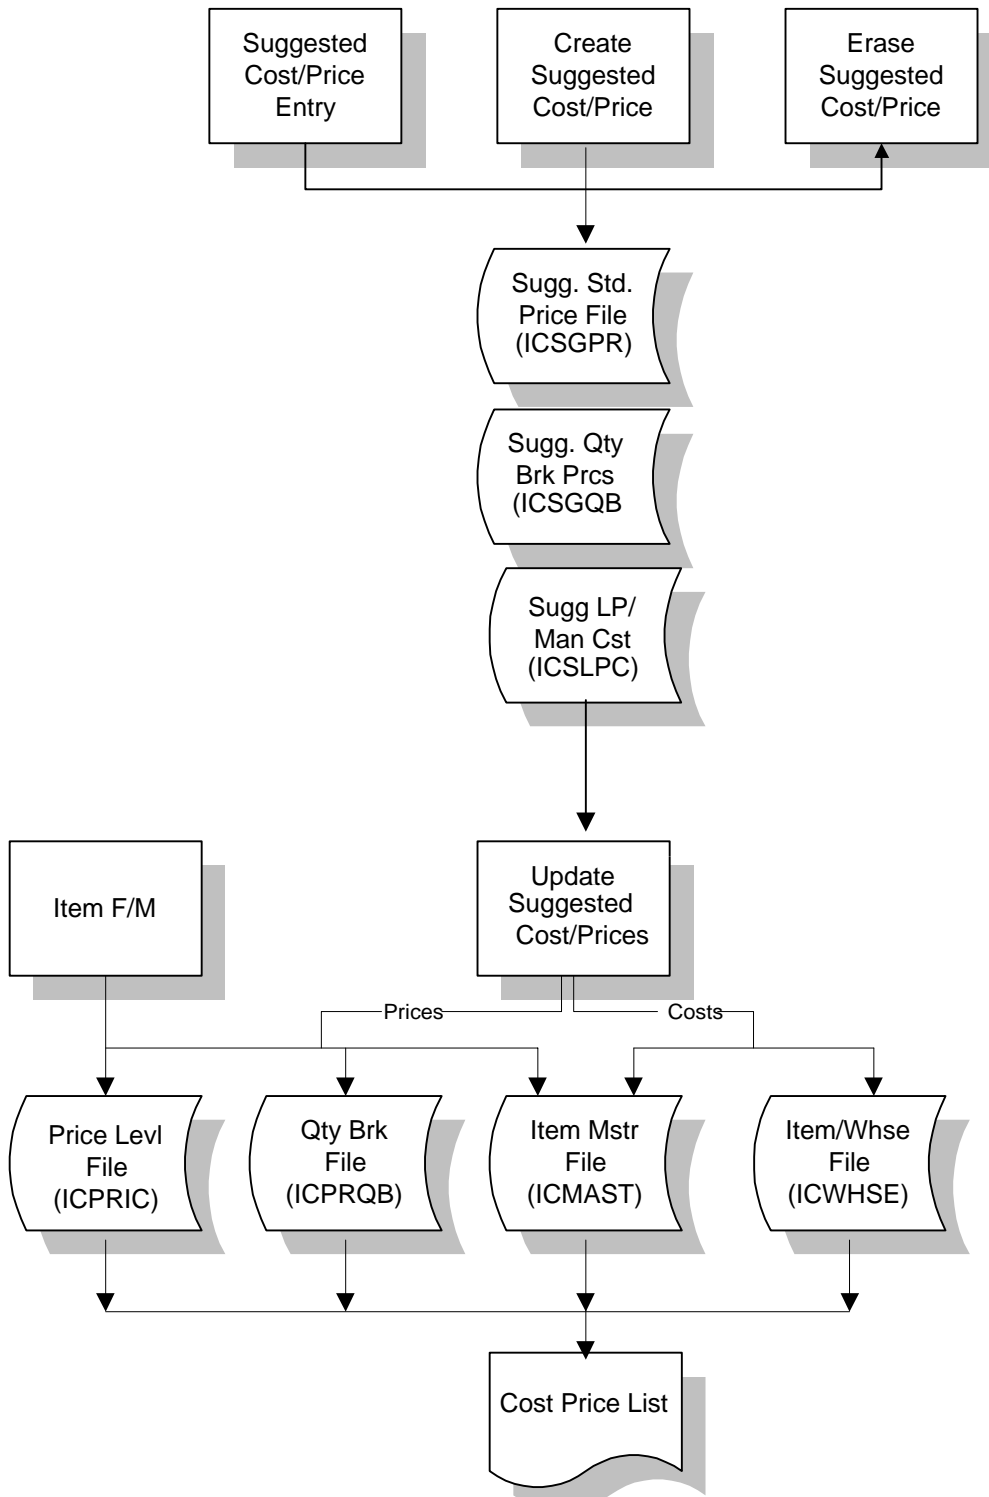 Suggested
Cost/Price
Entry
Create
Suggested
Cost/Price
Erase
Suggested
Cost/Price
Sugg. Std.
Price File
(ICSGPR)
Sugg. Qty
Brk Prcs
(ICSGQB
Sugg LP/
Man Cst
(ICSLPC)
Item F/M
Update
Suggested
Cost/Prices
Prices
Costs
Price Levl
File
(ICPRIC)
Qty Brk
File
(ICPRQB)
Item Mstr
File
(ICMAST)
Item/Whse
File
(ICWHSE)
Cost Price List